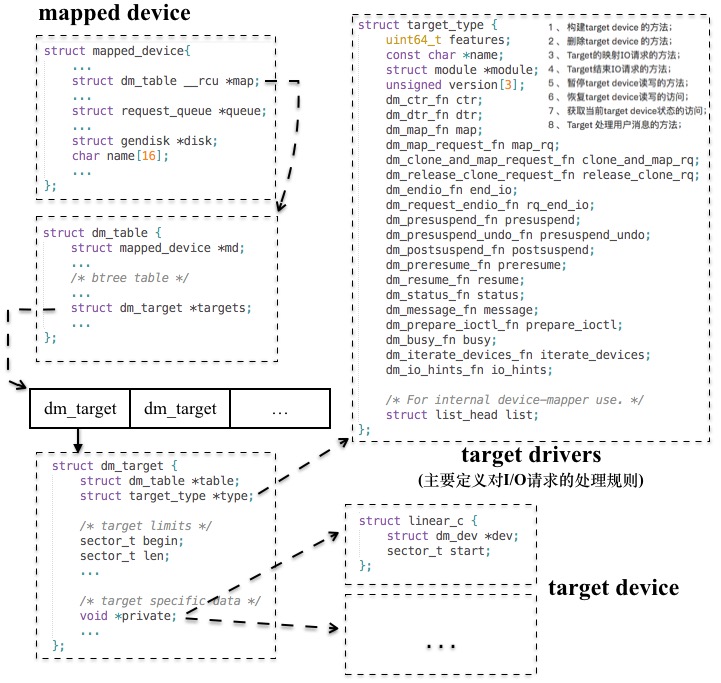 mapped device
struct mapped_device{
...
struct dm_table __rcu *map;
...
struct request_queue *queue;
...
struct gendisk *disk;
char name[16];
...
};
struct dm_table {
struct mapped_device *md;
...
/* btree table */
...
struct dm_target *targets;
...
};
dm_target
dm_target
...
struct dm_target {
struct dm_table *table;
struct target_type *type;
/* target limits */
sector_t begin;
sector_t len;
...
/* target specific data */
void *private;
...
};
struct target_type {
uint64_t features;
const char *name;
struct module *module;
unsigned version[3];
dm_ctr_fn ctr;
dm_dtr_fn dtr;
dm_map_fn map;
dm_map_request_fn map_rq;
dm_clone_and_map_request_fn clone_and_map_rq;
dm_release_clone_request_fn release_clone_rq;
dm_endio_fn end_io;
dm_request_endio_fn rq_end_io;
dm_presuspend_fn presuspend;
dm_presuspend_undo_fn presuspend_undo;
dm_postsuspend_fn postsuspend;
dm_preresume_fn preresume;
dm_resume_fn resume;
dm_status_fn status;
dm_message_fn message;
dm_prepare_ioctl_fn prepare_ioctl;
dm_busy_fn busy;
dm_iterate_devices_fn iterate_devices;
dm_io_hints_fn io_hints;
/* For internal device-mapper use. */
struct list_head list;
};
1、 构建target device 的方法;
2、 删除target device 的方法;
3、 Target的映射IO请求的方法;
4、 Target结束IO请求的方法;
5、 暂停target device读写的方法;
6、 恢复target device读写的访问;
7、 获取当前target device状态的访问;
8、 Target 处理用户消息的方法;
target drivers
(主要定义对I/O请求的处理规则)
struct linear_c {
struct dm_dev *dev;
sector_t start;
};
target device
...